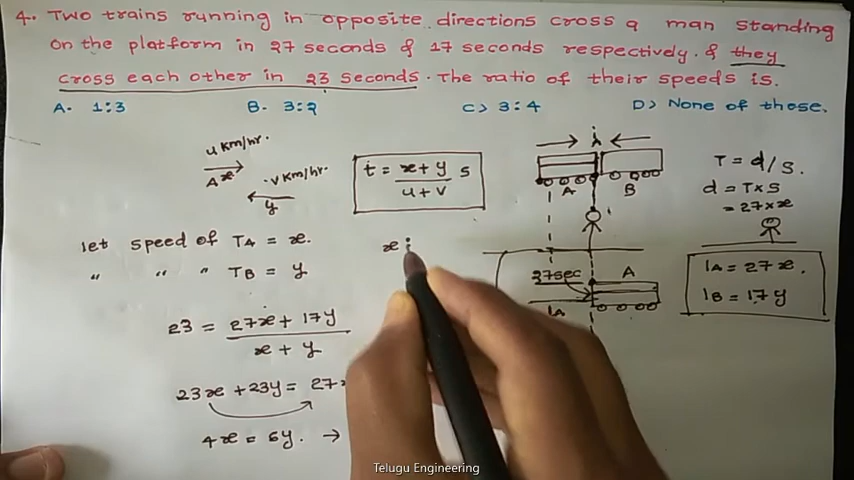 4. Two trains running in opposite directions cross a man standing
on the platform in 27 seconds & 17 seconds respectively. & they
cross each other in 23 seconds. The ratio of their speeds is.
A. 1:3 B. 3:2 C> 3:4 D> None of these.
u km/hr.
A x
v km/hr.
y
t = x+y / u+v s
A B
T = d/s.
d = T x s
= 27 x x
let speed of TA = x.
" " " TB = y
x :
23 = 27x + 17y / x + y
23x + 23y = 27x
4x = 6y. →
27sec A
lA
lA = 27x.
lB = 17y
Telugu Engineering